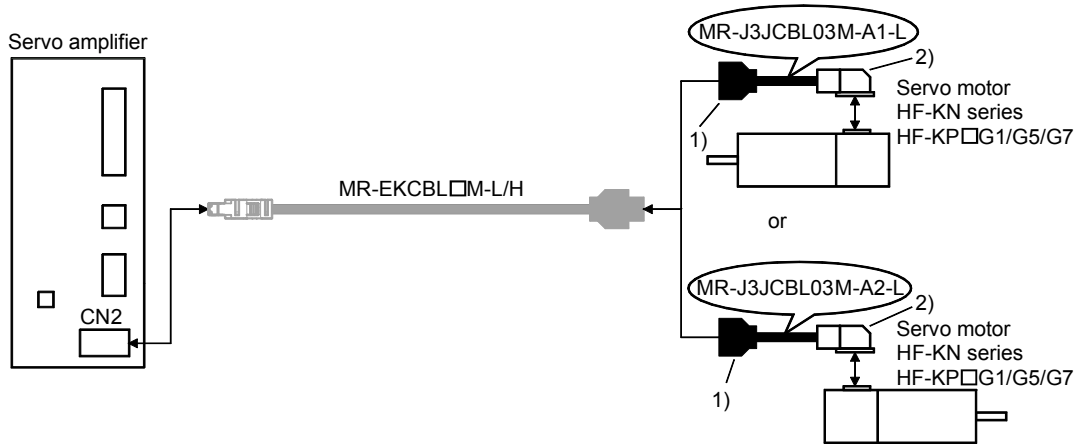 Servo amplifier
CN2
MR-EKCBL□M-L/H
MR-J3JCBL03M-A1-L
1)
2)
Servo motor
HF-KN series
HF-KP□G1/G5/G7
or
MR-J3JCBL03M-A2-L
1)
2)
Servo motor
HF-KN series
HF-KP□G1/G5/G7